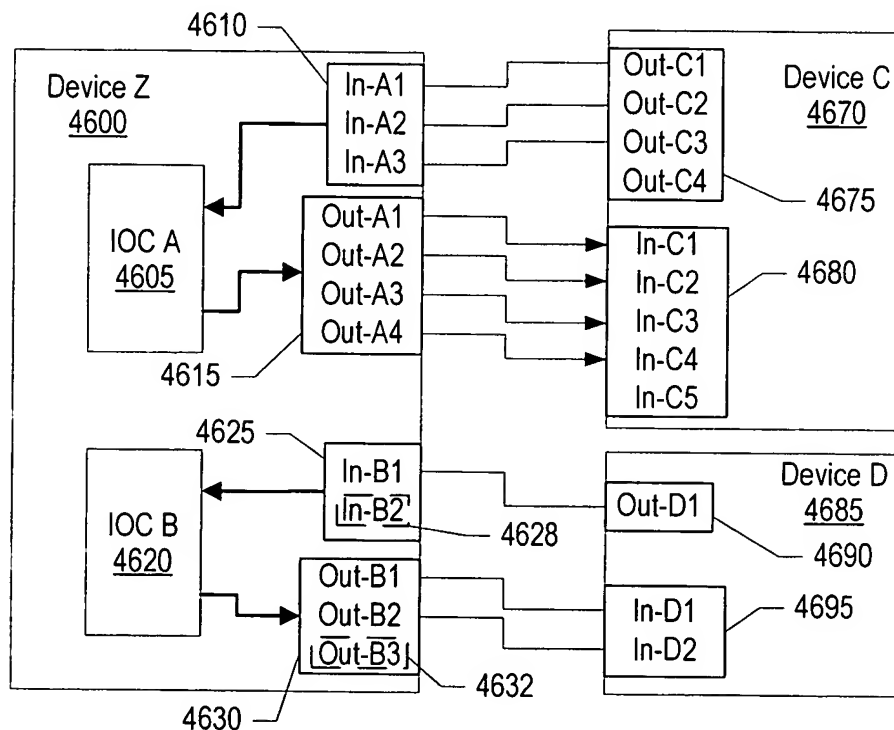 4610
Device Z
4600
In-A1
In-A2
In-A3
IOC A
4605
Out-A1
Out-A2
Out-A3
Out-A4
4615
Out-C1
Out-C2
Out-C3
Out-C4
Device C
4670
4675
In-C1
In-C2
In-C3
In-C4
In-C5
4680
4625
In-B1
In-B2
4628
IOC B
4620
Out-B1
Out-B2
Out-B3
4630
4632
Device D
4685
Out-D1
4690
In-D1
In-D2
4695